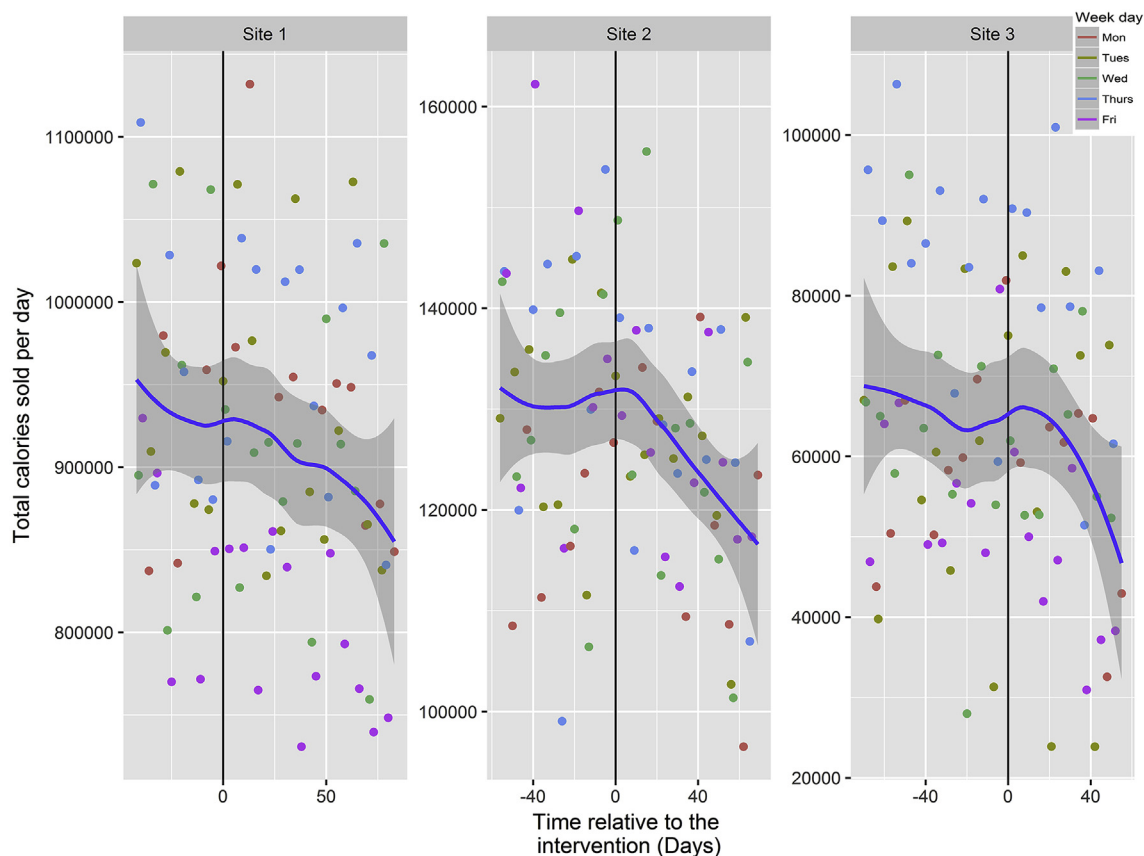 Site 1
Site 2
Site 3
Week day
Mon
Tues
Wed
Thurs
Fri
Total calories sold per day
1100000
1000000
900000
800000
160000
140000
120000
100000
100000
80000
60000
40000
20000
0
50
-40
0
40
-40
0
40
Time relative to the
intervention (Days)